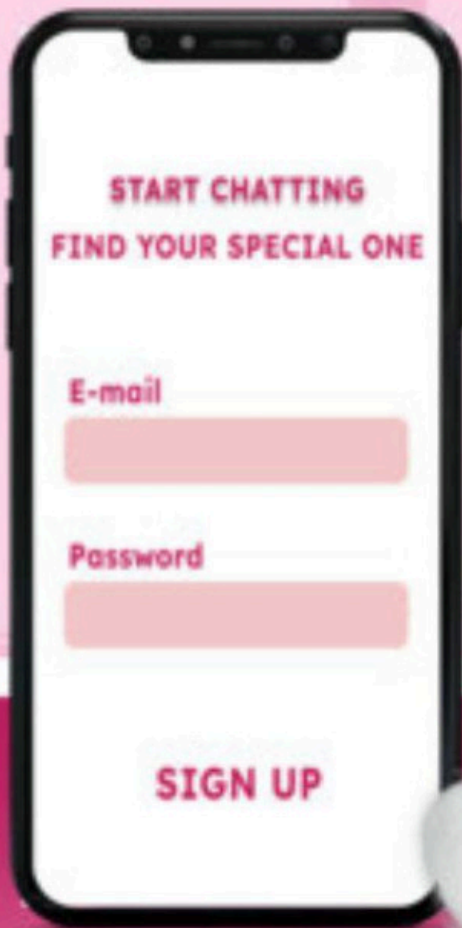 START CHATTING
FIND YOUR SPECIAL ONE
E-mail
Password
SIGN UP